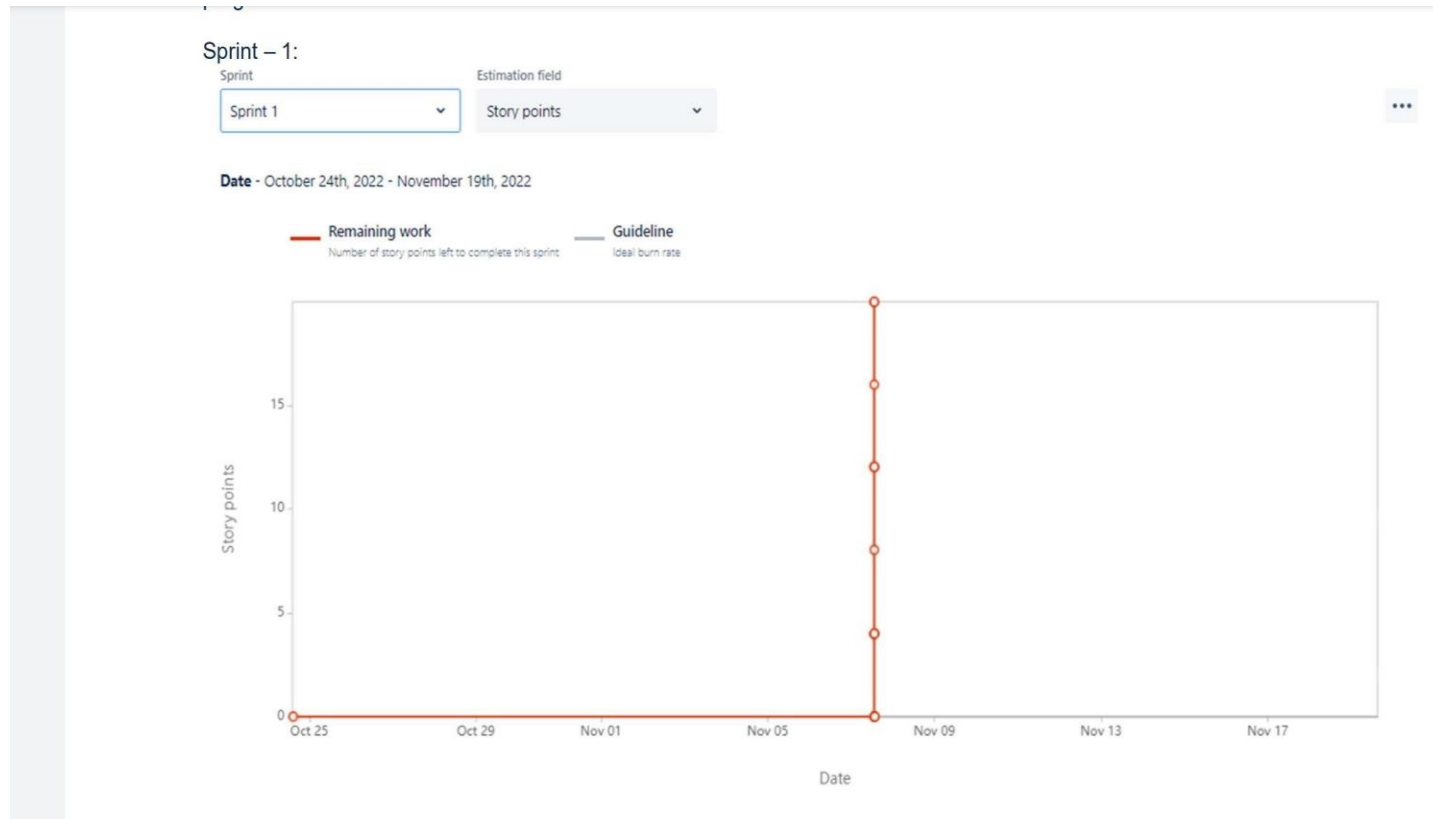 Sprint – 1:
Sprint Estimation field
Sprint 1 Story points
Date - October 24th, 2022 - November 19th, 2022
Remaining work Guideline
Number of story points left to complete this sprint Ideal burn rate
15
10
Story points
5
0
Oct 25 Oct 29 Nov 01 Nov 05 Nov 09 Nov 13 Nov 17
Date